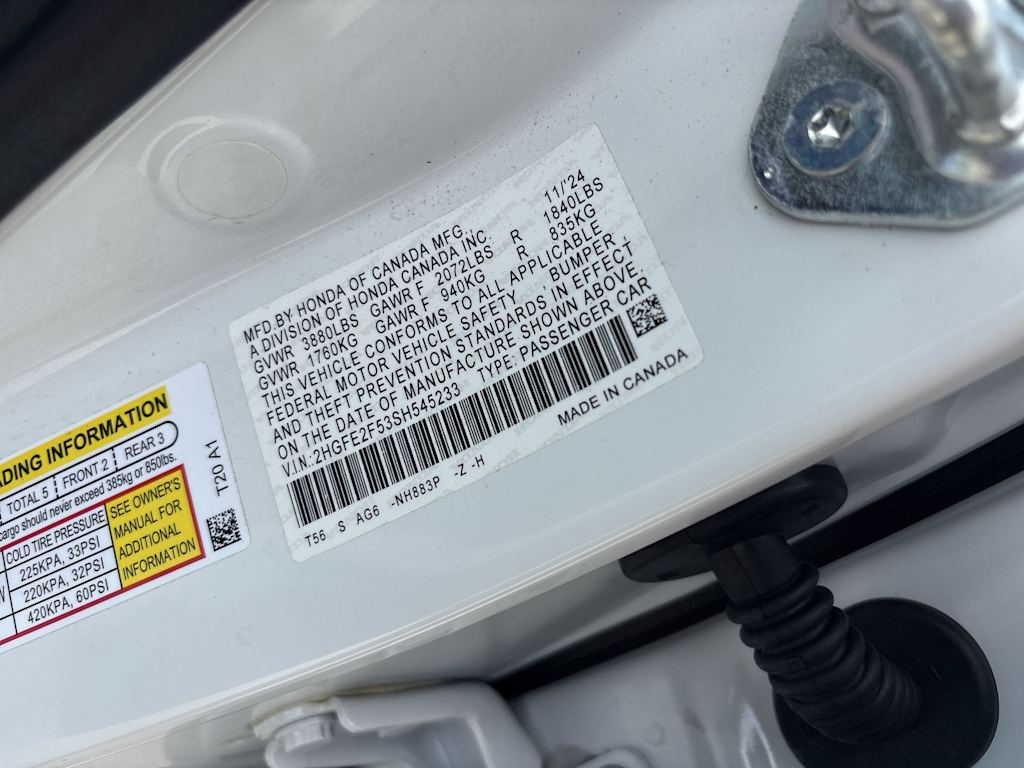 MFD.BY HONDA OF CANADA MFG. 11/'24
A DIVISION OF HONDA CANADA INC.
GVWR 3880LBS GAWR F 2072LBS R 1840LBS
GVWR 1760KG GAWR F 940KG R 835KG
THIS VEHICLE CONFORMS TO ALL APPLICABLE
FEDERAL MOTOR VEHICLE SAFETY, BUMPER,
AND THEFT PREVENTION STANDARDS IN EFFECT
ON THE DATE OF MANUFACTURE SHOWN ABOVE.
V.I.N:2HGFE2F53SH545233 TYPE: PASSENGER CAR
MADE IN CANADA
T56 S AG6 -NH883P -Z -H
INFORMATION
TOTAL 5 FRONT 2 REAR 3
cargo should never exceed 385kg or 850lbs.
COLD TIRE PRESSURE
225KPA, 33PSI
220KPA, 32PSI
420KPA, 60PSI
SEE OWNER'S
MANUAL FOR
ADDITIONAL
INFORMATION
T20 A1